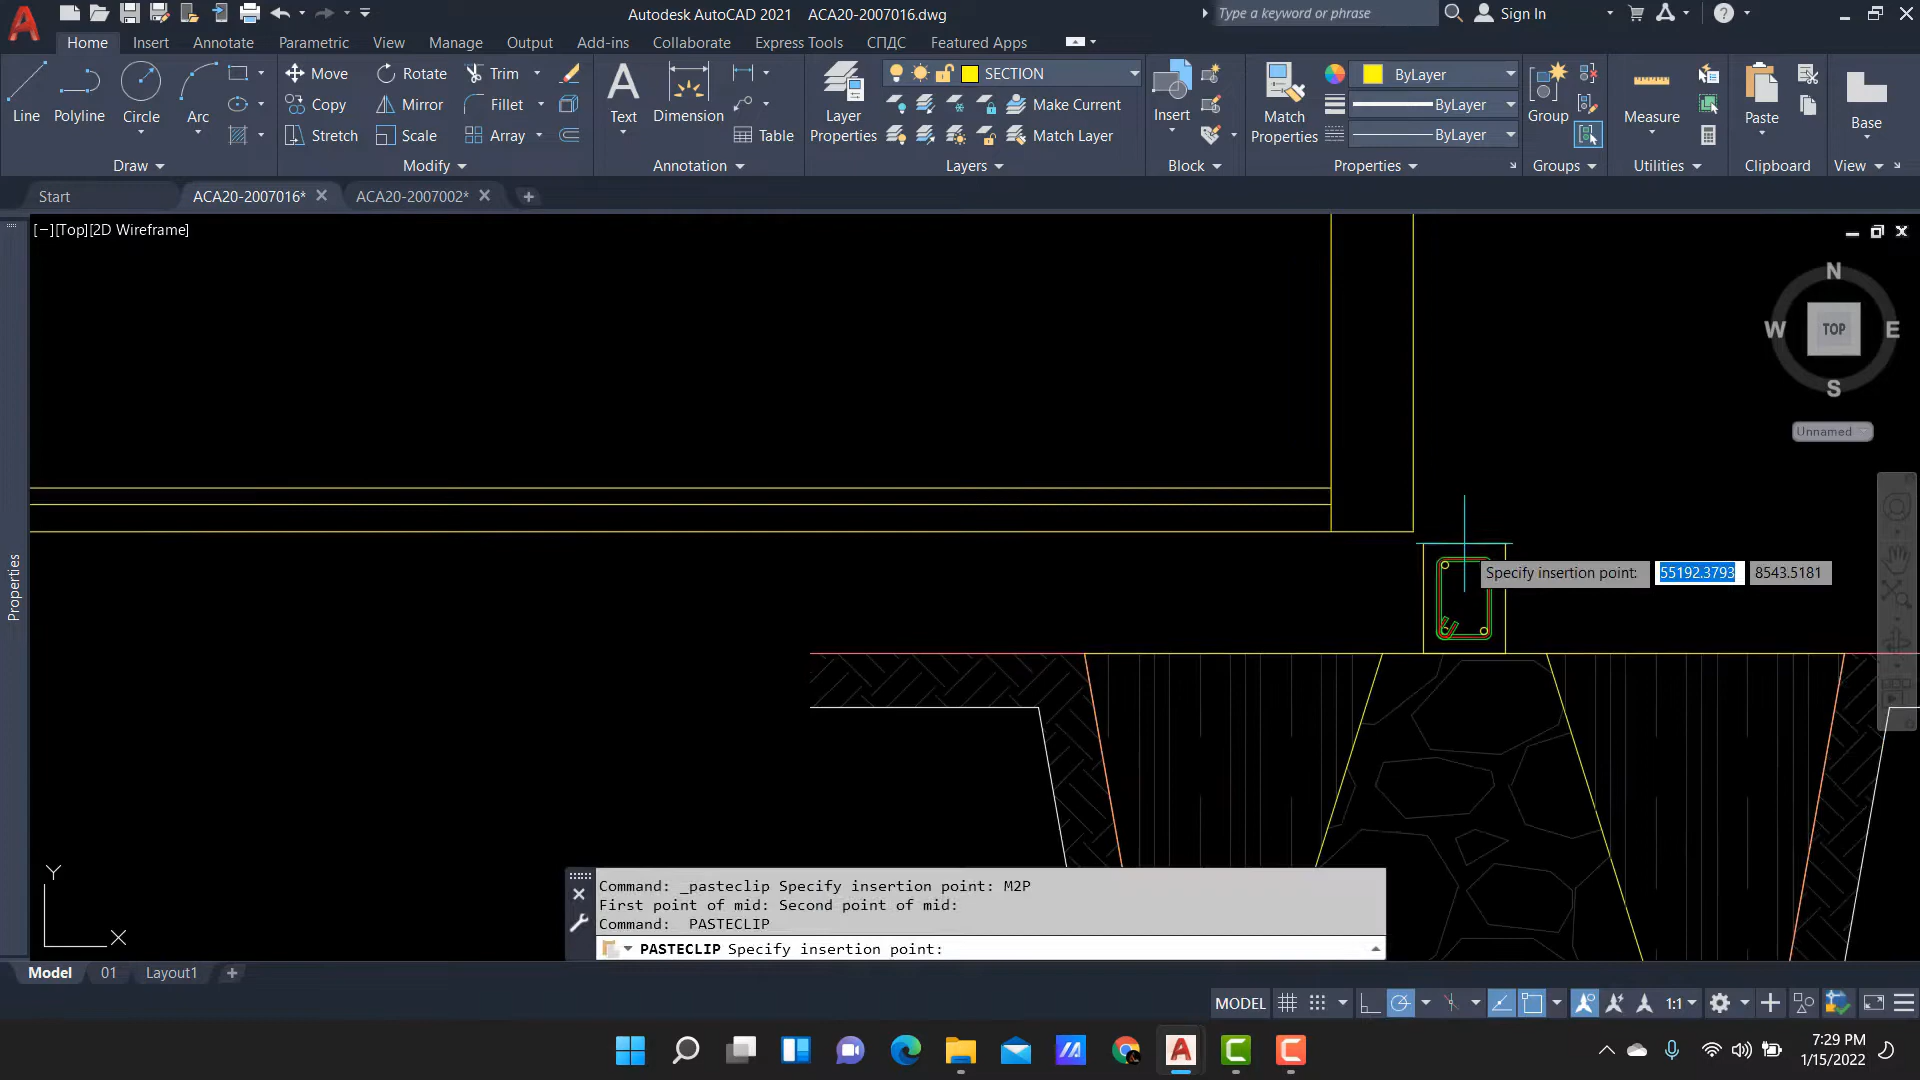 Autodesk AutoCAD 2021 ACA20-2007016.dwg
Type a keyword or phrase
Sign In
Home Insert Annotate Parametric View Manage Output Add-ins Collaborate Express Tools СПДС Featured Apps
Line
Polyline
Circle
Arc
Draw
Move
Rotate
Trim
Copy
Mirror
Fillet
Stretch
Scale
Array
Modify
Text
Dimension
Table
Annotation
Layer
Properties
SECTION
Make Current
Match Layer
Layers
Insert
Block
Match
Properties
ByLayer
ByLayer
ByLayer
Properties
Group
Groups
Measure
Utilities
Paste
Clipboard
Base
View
Start
ACA20-2007016*
ACA20-2007002*
[−][Top][2D Wireframe]
N
W
TOP
E
S
Unnamed
Properties
Specify insertion point: 55192.3793 8543.5181
Y
X
Command: _pasteclip Specify insertion point: M2P
First point of mid: Second point of mid:
Command: PASTECLIP
PASTECLIP Specify insertion point:
Model 01 Layout1
MODEL
1:1
7:29 PM
1/15/2022